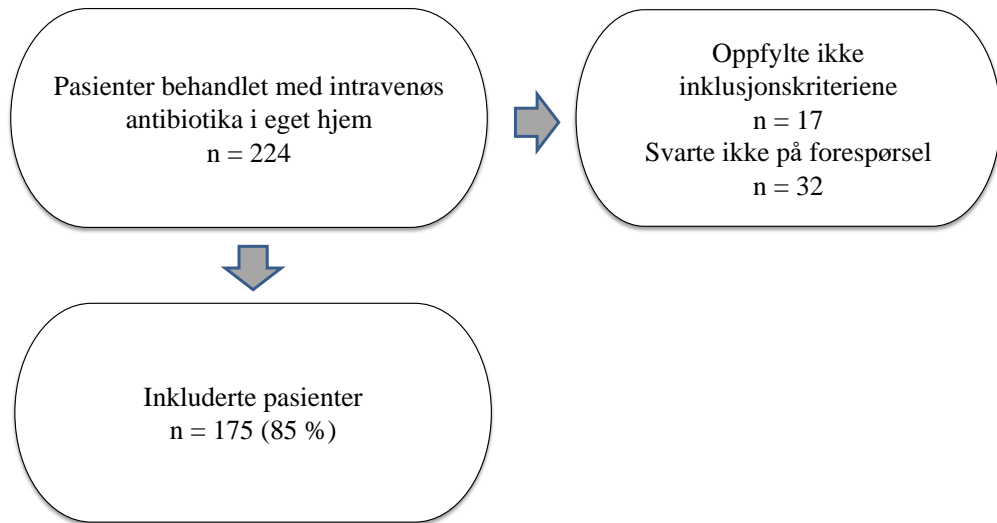 Pasienter behandlet med intravenøs
antibiotika i eget hjem
n = 224
Oppfylte ikke
inklusjonskriteriene
n = 17
Svarte ikke på forespørsel
n = 32
Inkluderte pasienter
n = 175 (85 %)